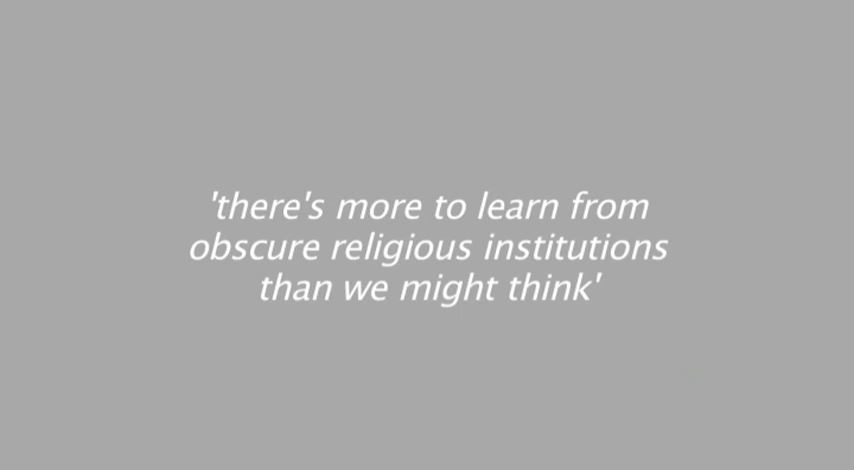 'there's more to learn from
obscure religious institutions
than we might think'